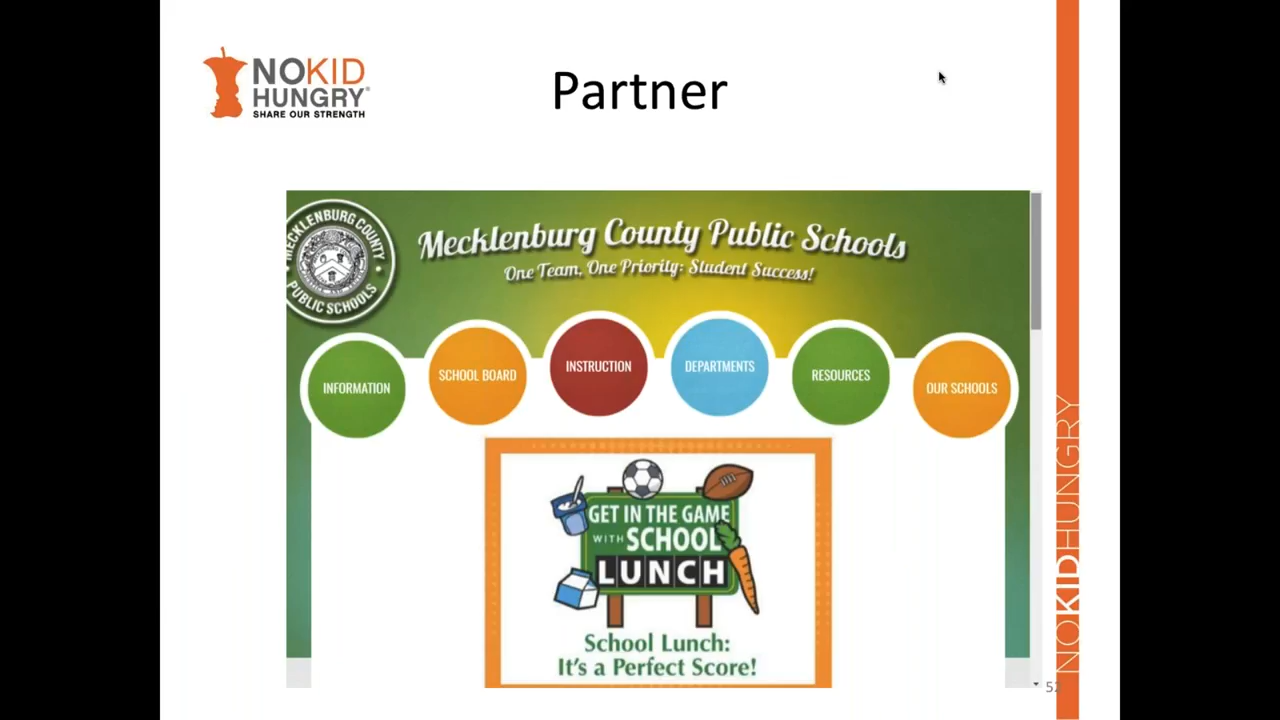 NOKID
HUNGRY®
SHARE OUR STRENGTH
Partner
MECKLENBURG COUNTY
PUBLIC SCHOOLS
Mecklenburg County Public Schools
One Team, One Priority: Student Success!
INFORMATION
SCHOOL BOARD
INSTRUCTION
DEPARTMENTS
RESOURCES
OUR SCHOOLS
GET IN THE GAME
WITH SCHOOL
LUNCH
School Lunch:
It's a Perfect Score!
NOKIDHUNGRY